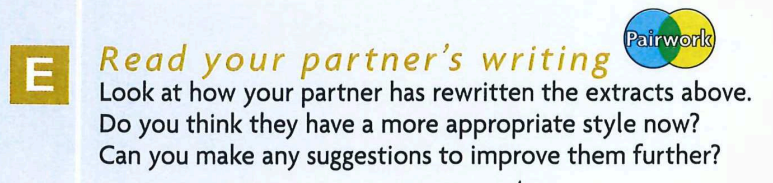 Pairwork
E
Read your partner's writing
Look at how your partner has rewritten the extracts above.
Do you think they have a more appropriate style now?
Can you make any suggestions to improve them further?